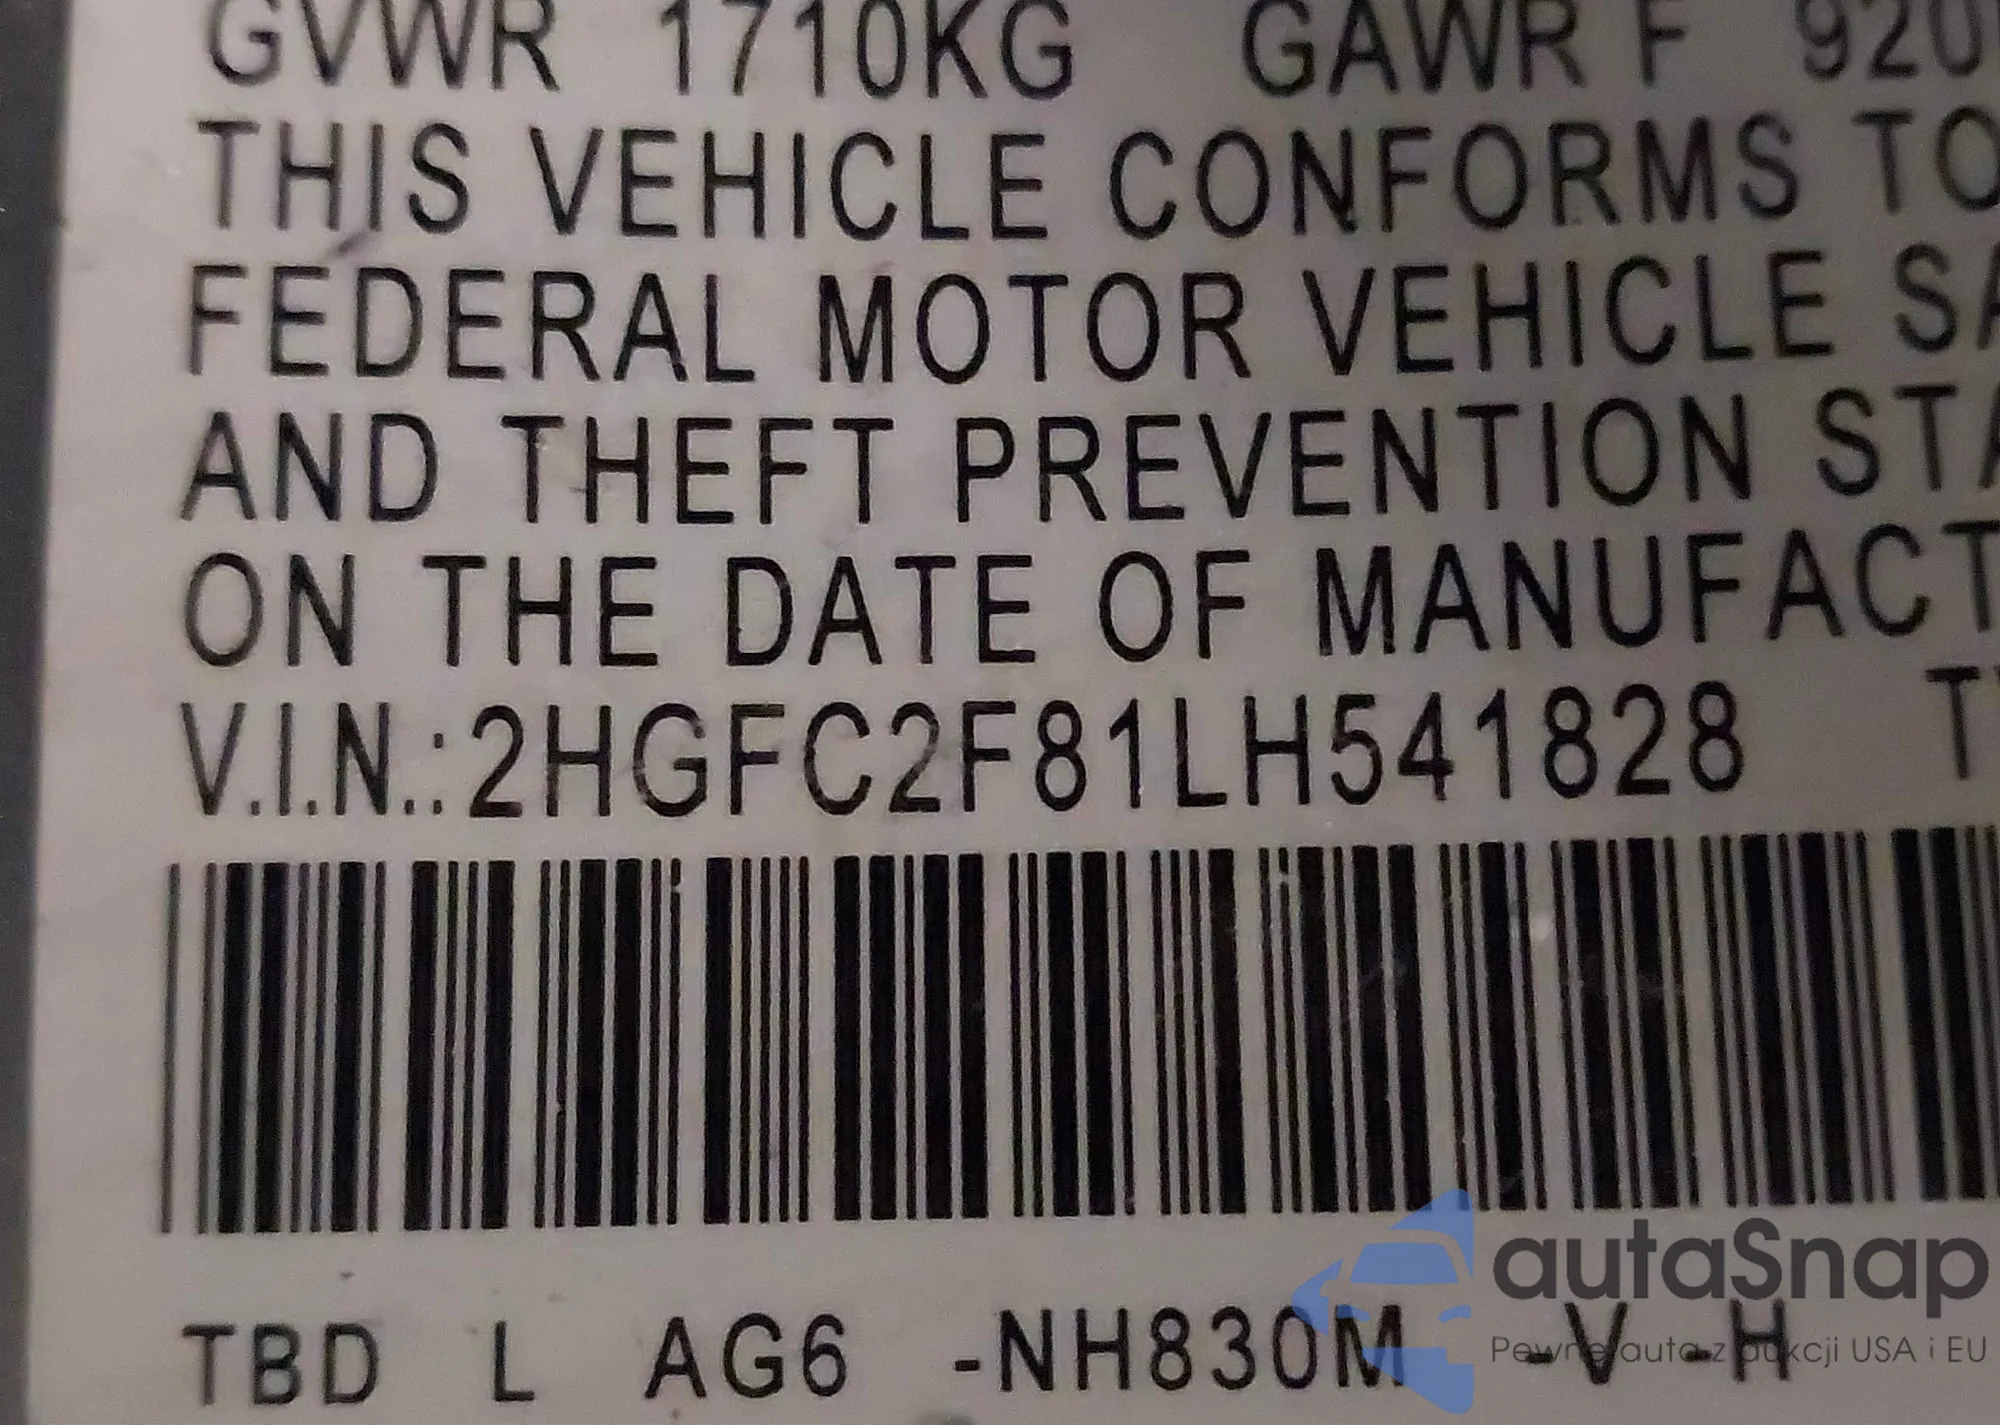 GVWR 1710KG GAWR F 920
THIS VEHICLE CONFORMS TO
FEDERAL MOTOR VEHICLE SA
AND THEFT PREVENTION STA
ON THE DATE OF MANUFACT
V.I.N.:2HGFC2F81LH541828 TY
TBD L AG6 -NH830M -V -H
autaSnap
Pewne auta z aukcji USA i EU